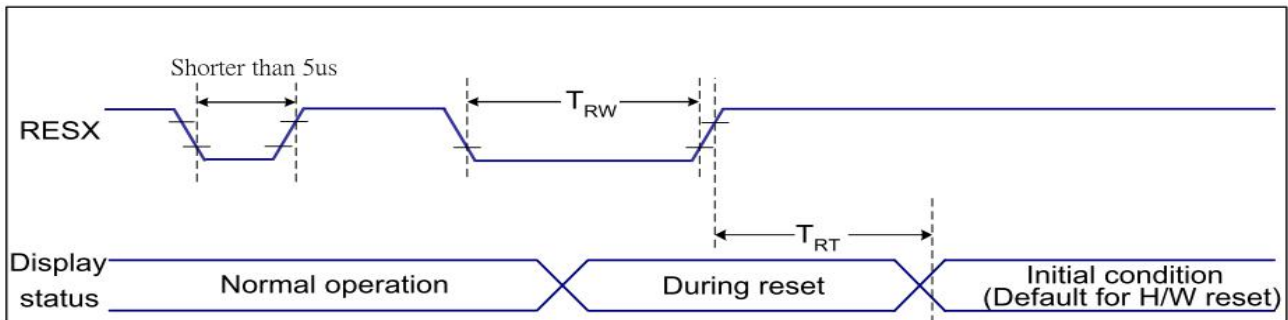 Shorter than 5us
RESX
TRW
TRT
Display
status
Normal operation
During reset
Initial condition
(Default for H/W reset)